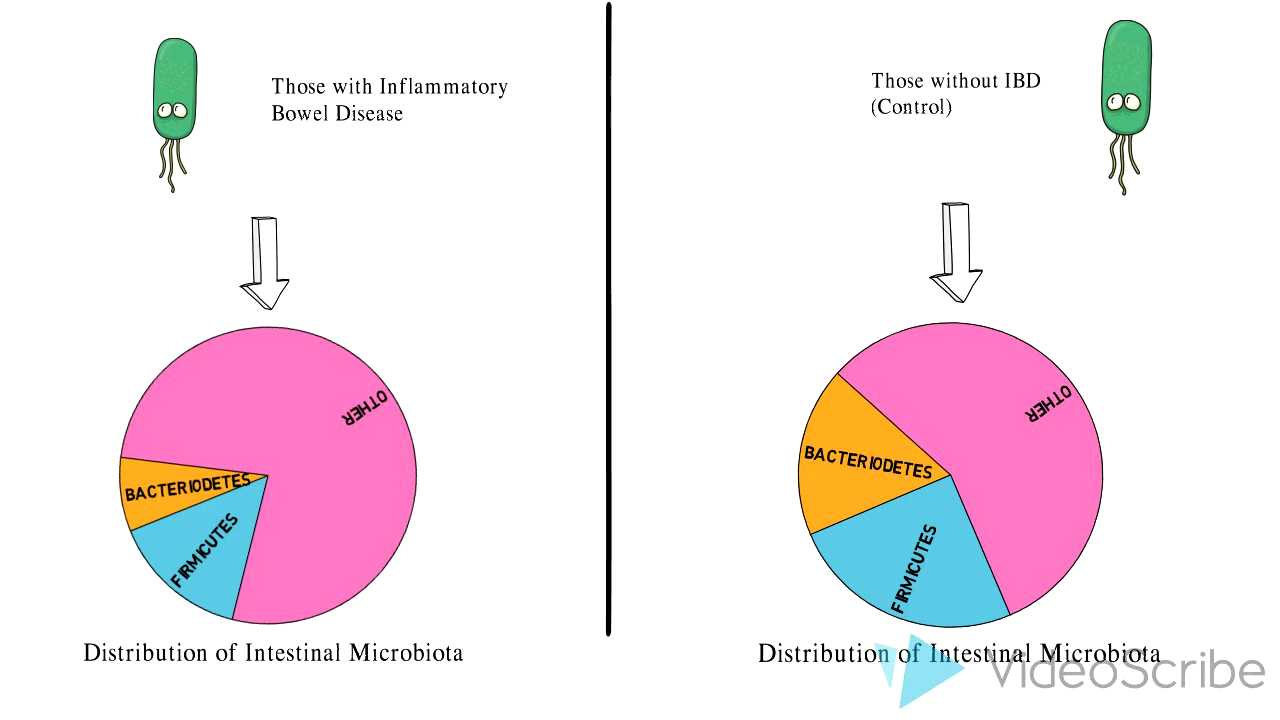 Those with Inflammatory
Bowel Disease
OTHER
BACTERIODETES
FIRMICUTES
Distribution of Intestinal Microbiota
Those without IBD
(Control)
OTHER
BACTERIODETES
FIRMICUTES
Distribution of Intestinal Microbiota
VideoScribe